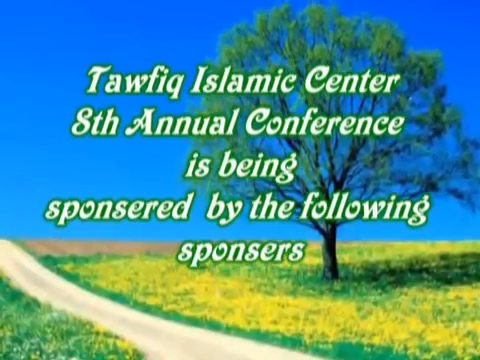 Tawfiq Islamic Center
8th Annual Conference
is being
sponsered by the following
sponsers